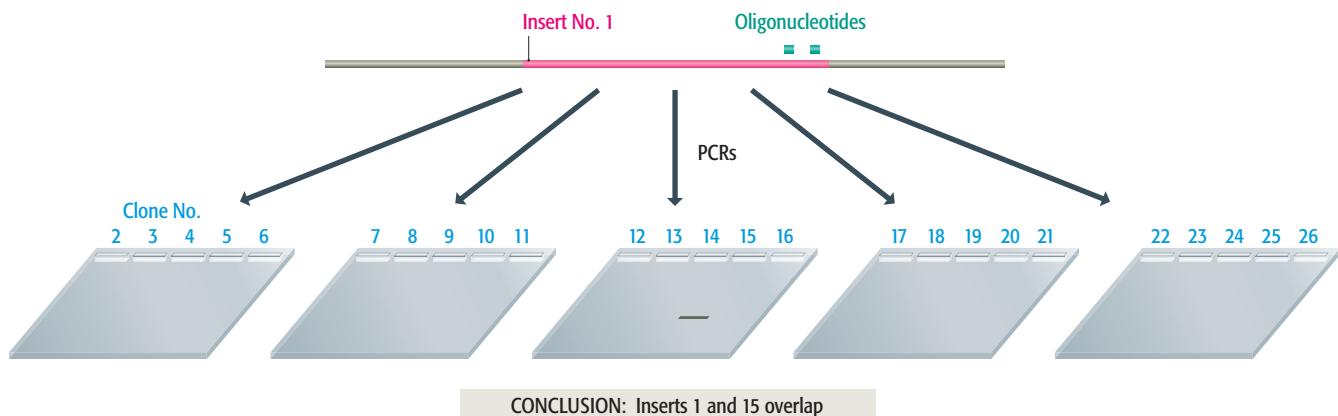 Insert No. 1
Oligonucleotides
PCRs
Clone No.
2 3 4 5 6
7 8 9 10 11
12 13 14 15 16
17 18 19 20 21
22 23 24 25 26
CONCLUSION: Inserts 1 and 15 overlap